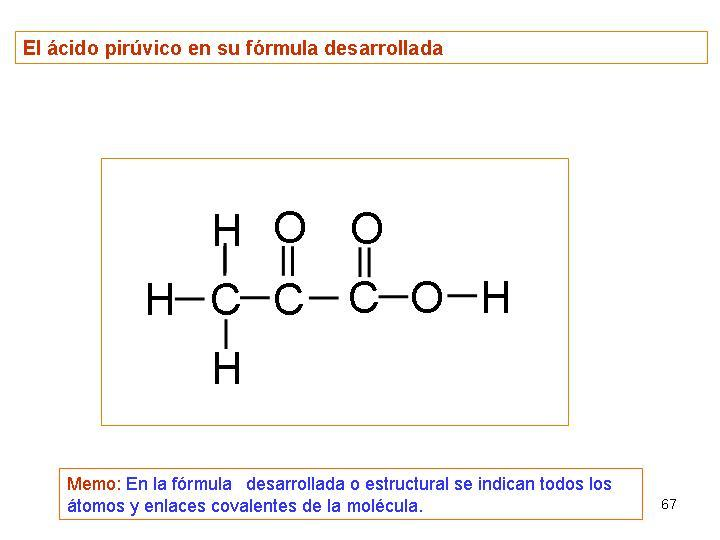 El ácido pirúvico en su fórmula desarrollada
H O O
H C C C O H
H
Memo: En la fórmula desarrollada o estructural se indican todos los
átomos y enlaces covalentes de la molécula.
67